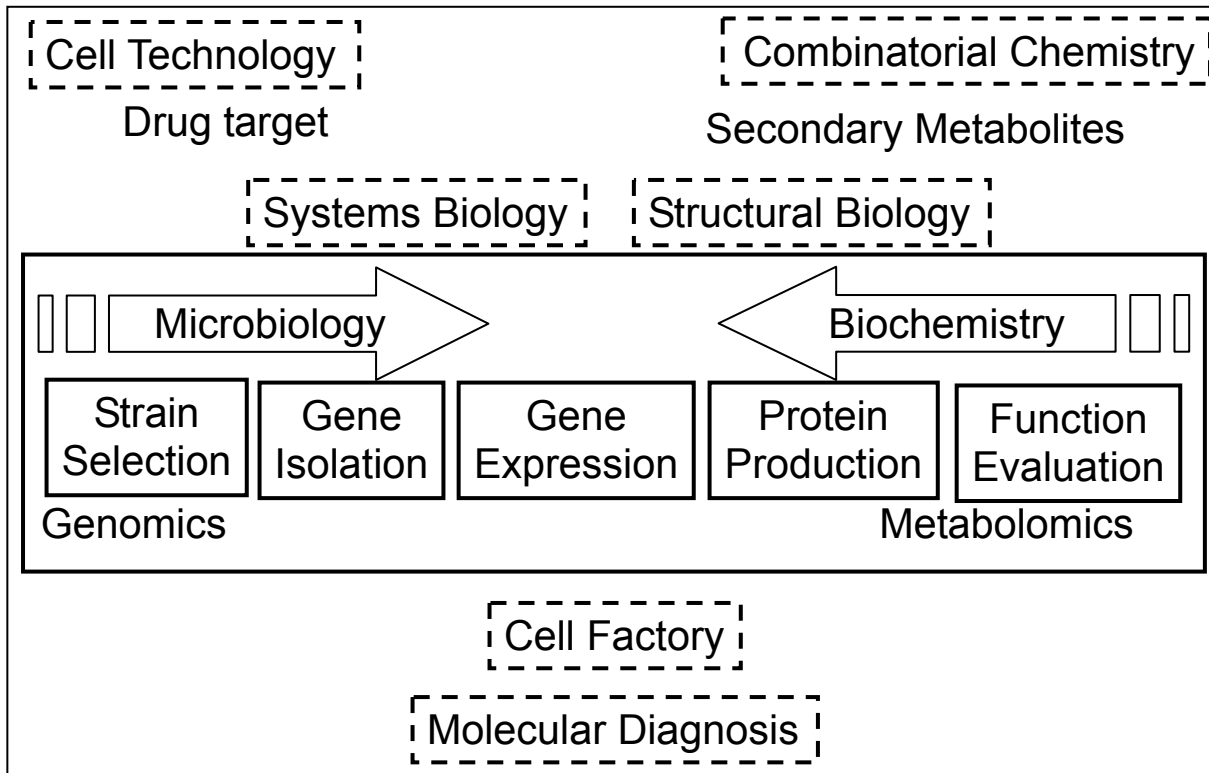 Cell Technology
Combinatorial Chemistry
Drug target
Secondary Metabolites
Systems Biology
Structural Biology
Microbiology
Biochemistry
Strain
Selection
Gene
Isolation
Gene
Expression
Protein
Production
Function
Evaluation
Genomics
Metabolomics
Cell Factory
Molecular Diagnosis